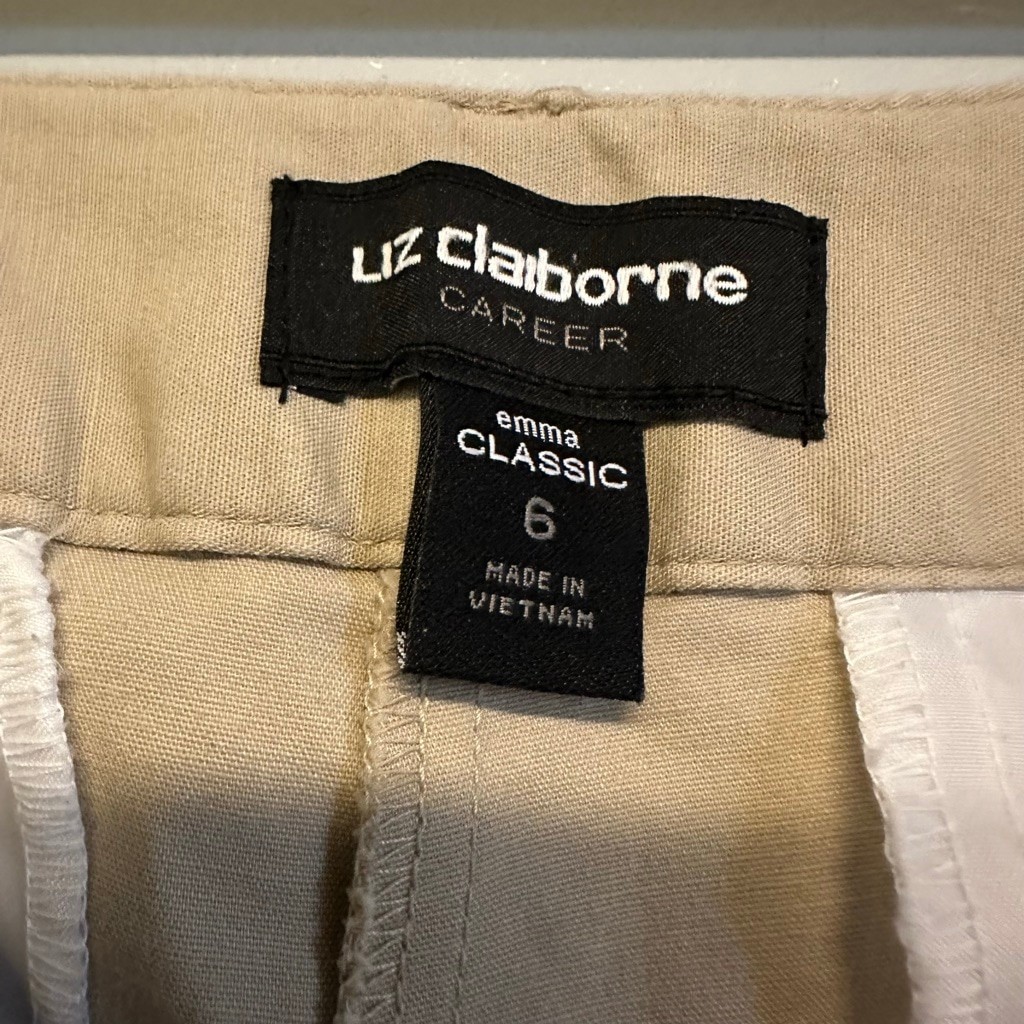 LIZ claiborne
CAREER
emma
CLASSIC
6
MADE IN
VIETNAM